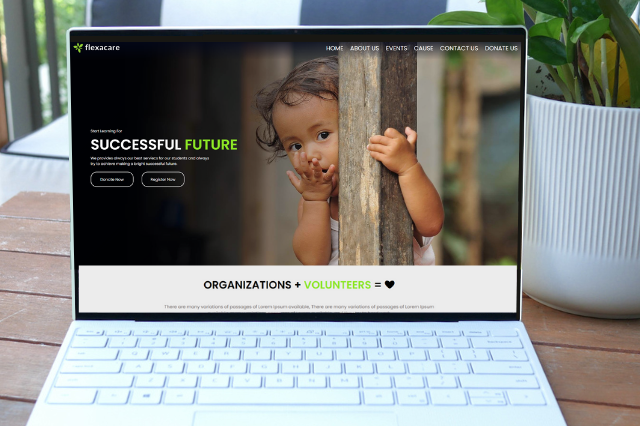 flexacare
HOME ABOUT US EVENTS CAUSE CONTACT US DONATE US
Start Learning For
SUCCESSFUL FUTURE
We provides always our best services for our students and always
try to achieve making a bright successful future.
Donate Now Register Now
ORGANIZATIONS + VOLUNTEERS = ♥
There are many variations of passages of Lorem Ipsum available, There are many variations of passages of Lorem Ipsum